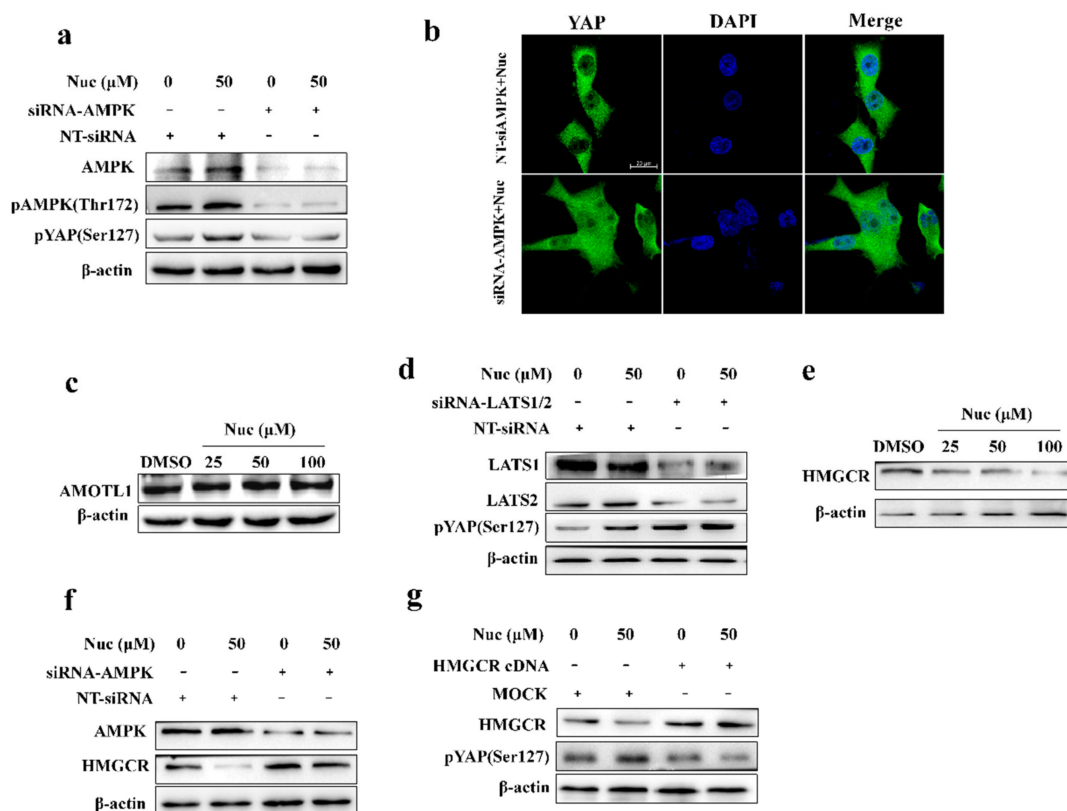 a
Nuc (μM) 0 50 0 50
siRNA-AMPK - - + +
NT-siRNA + + - -
AMPK
pAMPK(Thr172)
pYAP(Ser127)
β-actin
b
YAP DAPI Merge
NT-siAMPK+Nuc
siRNA-AMPK+Nuc
c
Nuc (μM)
DMSO 25 50 100
AMOTL1
β-actin
d
Nuc (μM) 0 50 0 50
siRNA-LATS1/2 - - + +
NT-siRNA + + - -
LATS1
LATS2
pYAP(Ser127)
β-actin
e
Nuc (μM)
DMSO 25 50 100
HMGCR
β-actin
f
Nuc (μM) 0 50 0 50
siRNA-AMPK - - + +
NT-siRNA + + - -
AMPK
HMGCR
β-actin
g
Nuc (μM) 0 50 0 50
HMGCR cDNA - - + +
MOCK + + - -
HMGCR
pYAP(Ser127)
β-actin